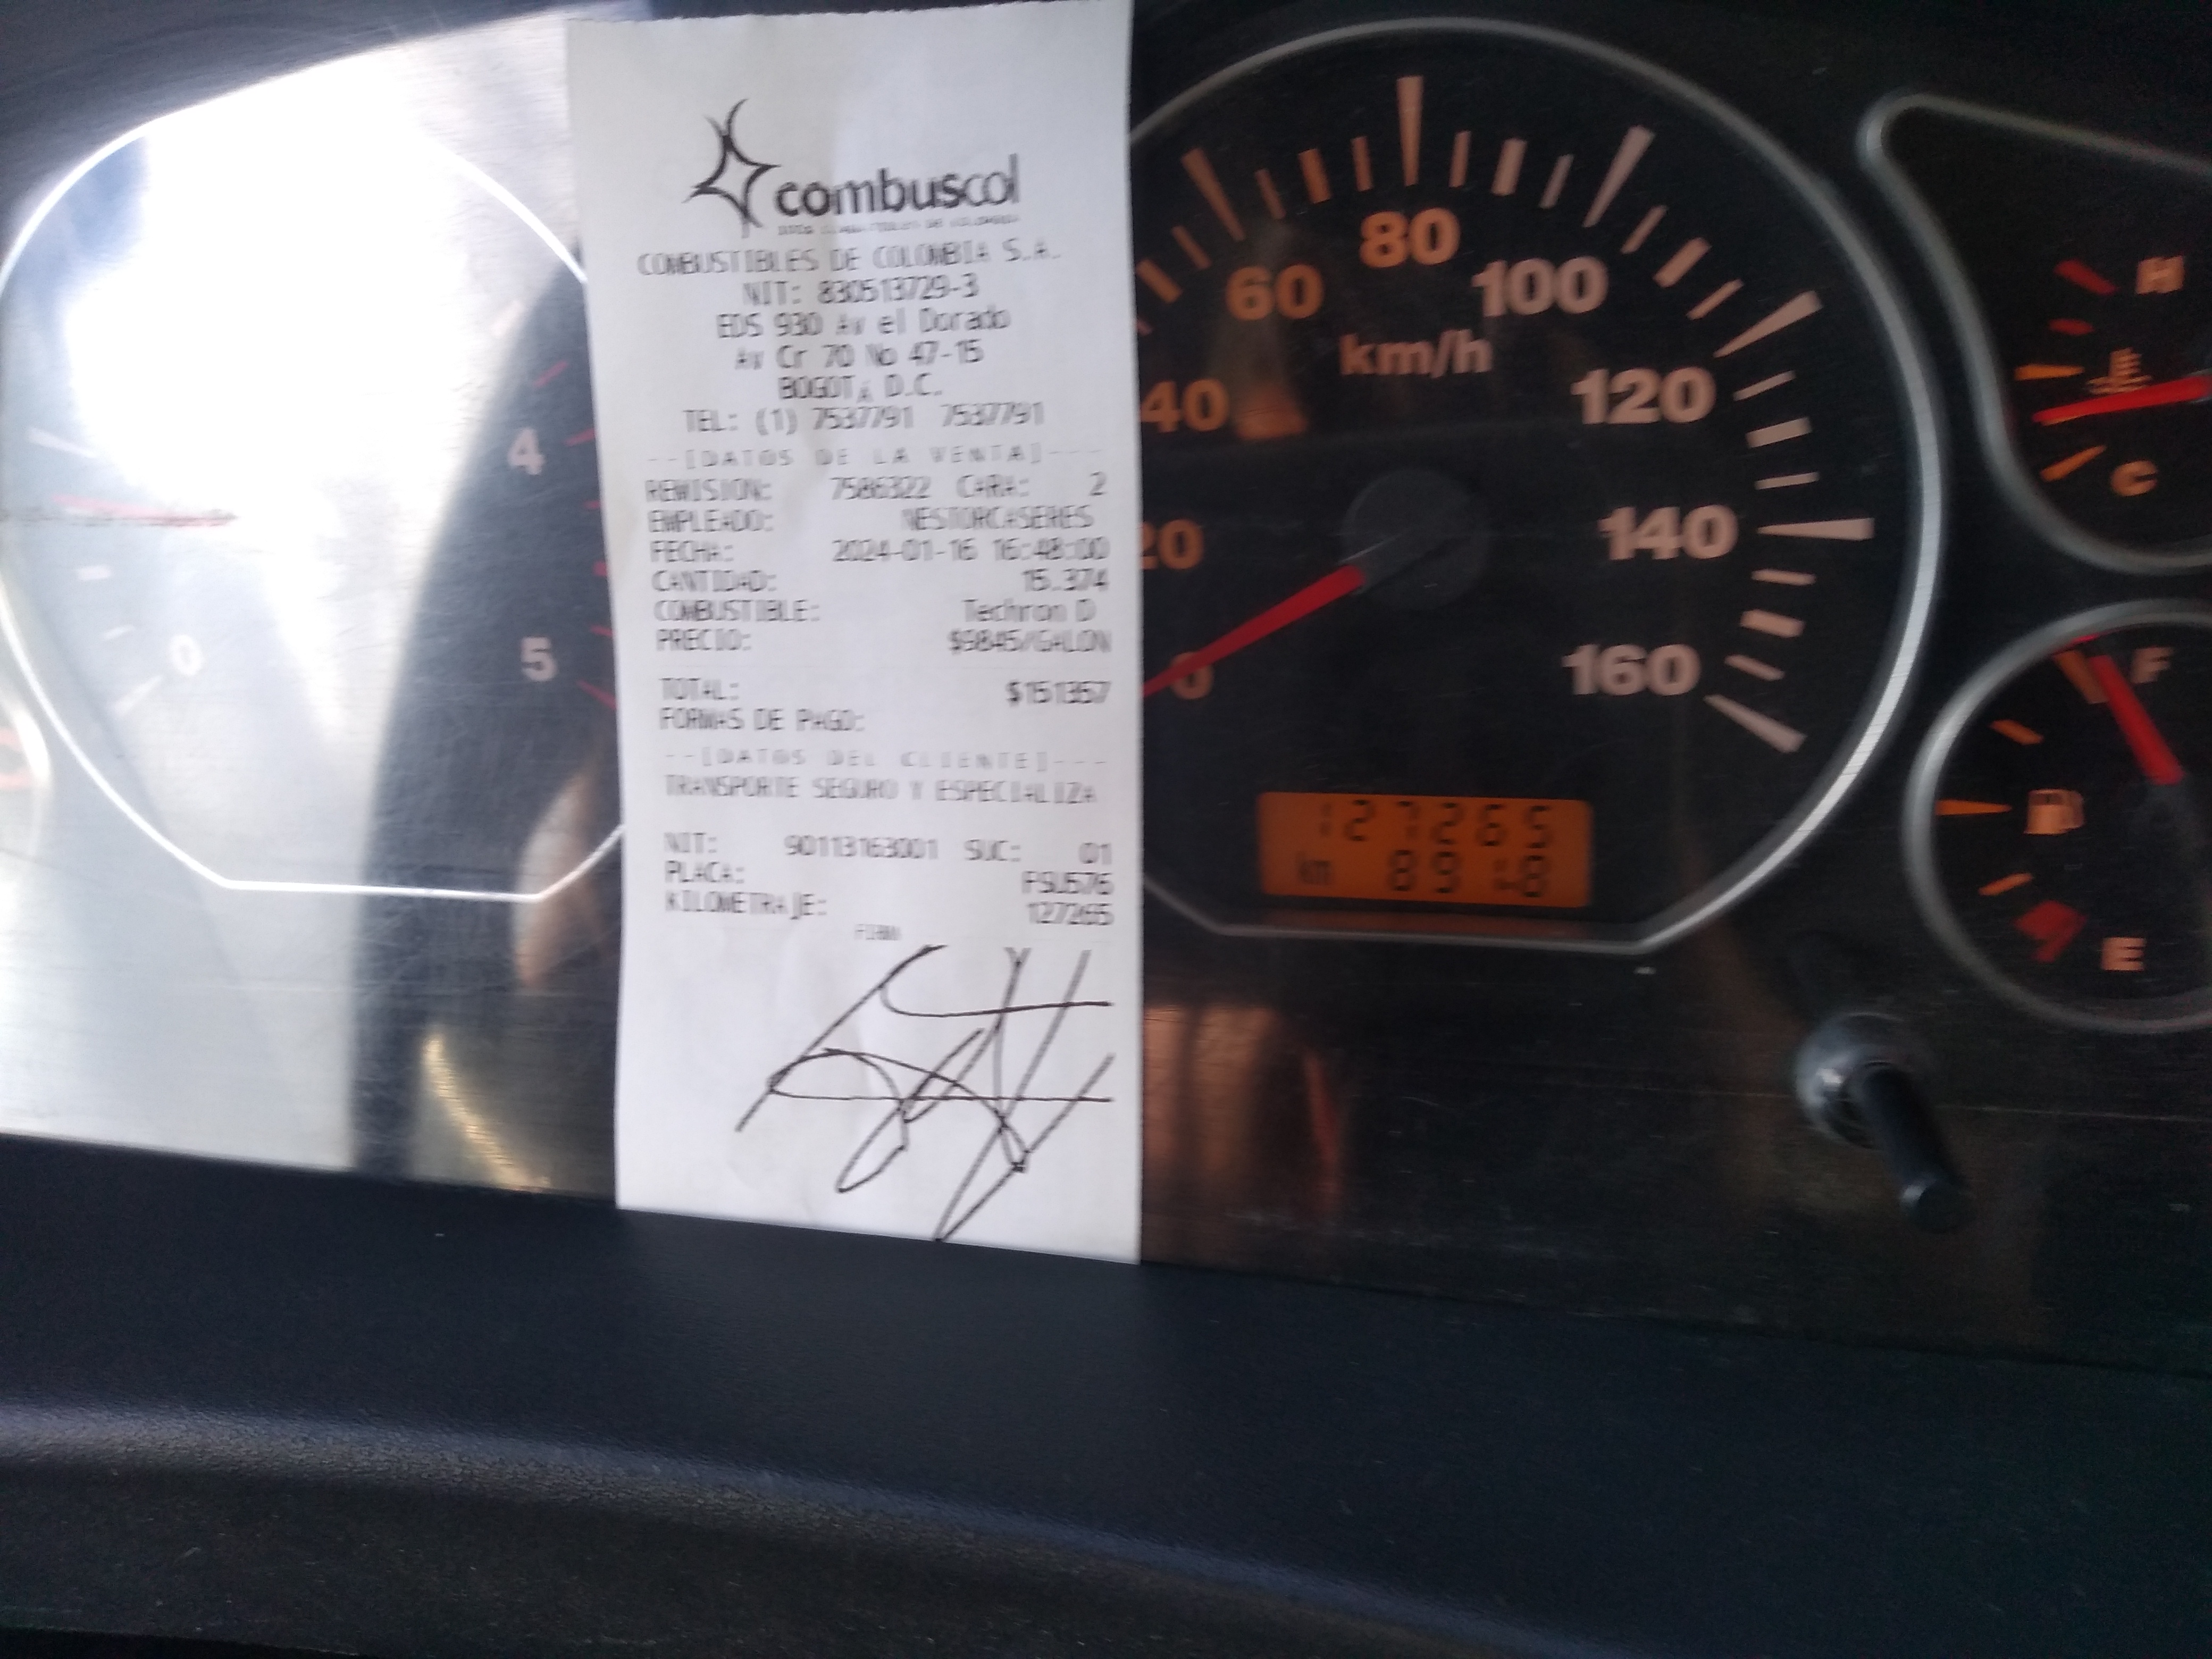 combuscol
COMBUSTIBLES DE COLOMBIA S.A.
NIT: 830513729-3
EDS 930 Av el Dorado
Av Cr 70 No 47-15
BOGOTá D.C.
TEL: (1) 7537791 7537791
--[DATOS DE LA VENTA]---
REMISION: 7586322 CARA: 2
EMPLEADO: NESTORCASERES
FECHA: 2024-01-16 16:48:00
CANTIDAD: 15.374
COMBUSTIBLE: Techron D
PRECIO: $9845/GALON
TOTAL: $151357
FORMAS DE PAGO:
--[DATOS DEL CLIENTE]---
TRANSPORTE SEGURO Y ESPECIALIZA
NIT: 90113163001 SUC: 01
PLACA:
KILOMETRAJE: 127265
FIRMA
0
4
5
0
20
40
60
80
100
120
140
160
km/h
127265
km
H
C
F
E